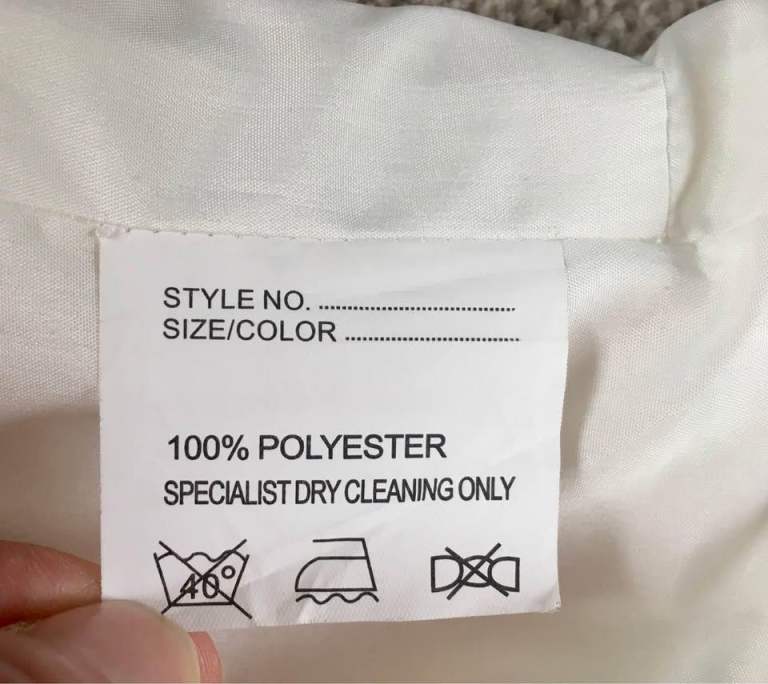 STYLE NO. ........................................
SIZE/COLOR ...................................
100% POLYESTER
SPECIALIST DRY CLEANING ONLY
40°